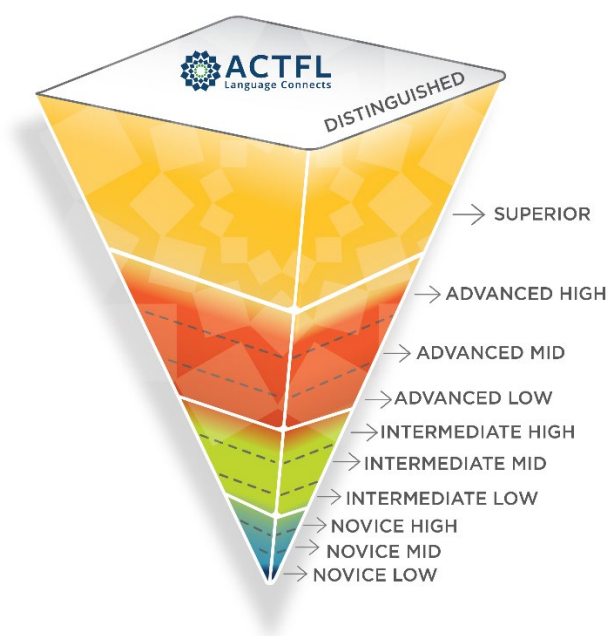 ACTFL
Language Connects
DISTINGUISHED
SUPERIOR
ADVANCED HIGH
ADVANCED MID
ADVANCED LOW
INTERMEDIATE HIGH
INTERMEDIATE MID
INTERMEDIATE LOW
NOVICE HIGH
NOVICE MID
NOVICE LOW